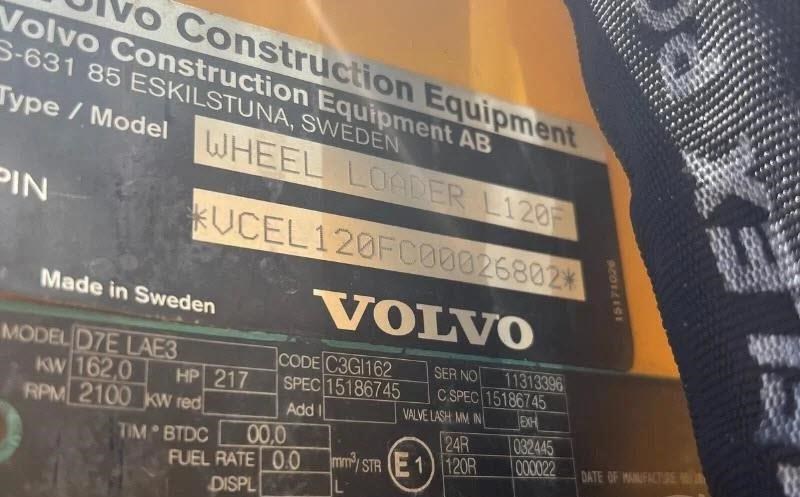 Volvo Construction Equipment
Volvo Construction Equipment AB
S-631 85 ESKILSTUNA, SWEDEN
Type / Model WHEEL LOADER L120F
PIN *VCEL120FC00026802*
Made in Sweden
VOLVO
15171026
MODEL D7E LAE3
KW 162,0 HP 217
RPM 2100 KW red
CODE C3GI162 SER NO 11313396
SPEC 15186745 C.SPEC 15186745
Add I VALVE LASH MM IN EXH
TIM ° BTDC 00,0
FUEL RATE 0.0 mm³/STR
DISPL L
E1
24R 032445
120R 000022
DATE OF MANUFACTURE